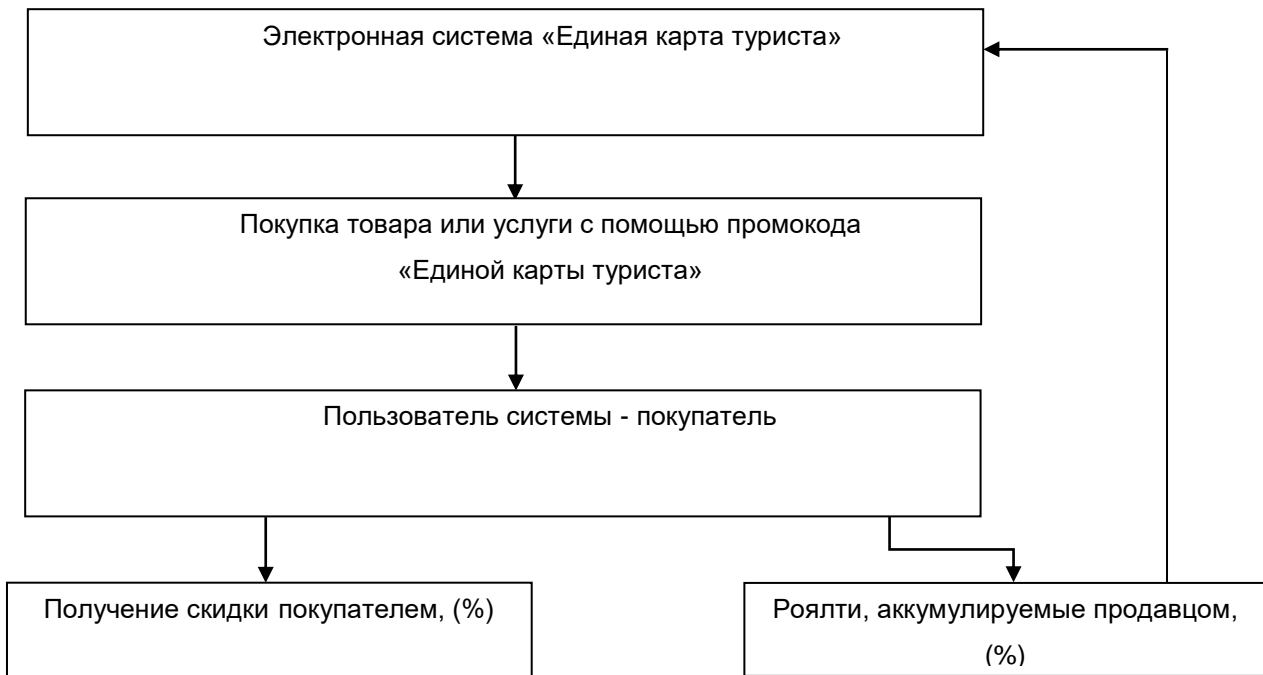 Электронная система «Единая карта туриста»
Покупка товара или услуги с помощью промокода
«Единой карты туриста»
Пользователь системы - покупатель
Получение скидки покупателем, (%)
Роялти, аккумулируемые продавцом,
(%)